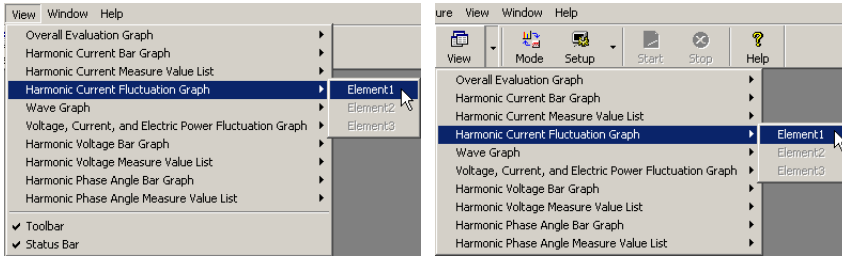 View Window Help
Overall Evaluation Graph
Harmonic Current Bar Graph
Harmonic Current Measure Value List
Harmonic Current Fluctuation Graph
Element1
Wave Graph
Element2
Voltage, Current, and Electric Power Fluctuation Graph
Element3
Harmonic Voltage Bar Graph
Harmonic Voltage Measure Value List
Harmonic Phase Angle Bar Graph
Harmonic Phase Angle Measure Value List
Toolbar
Status Bar
ure View Window Help
View Mode Setup Start Stop Help
Overall Evaluation Graph
Harmonic Current Bar Graph
Harmonic Current Measure Value List
Harmonic Current Fluctuation Graph
Element1
Wave Graph
Element2
Voltage, Current, and Electric Power Fluctuation Graph
Element3
Harmonic Voltage Bar Graph
Harmonic Voltage Measure Value List
Harmonic Phase Angle Bar Graph
Harmonic Phase Angle Measure Value List